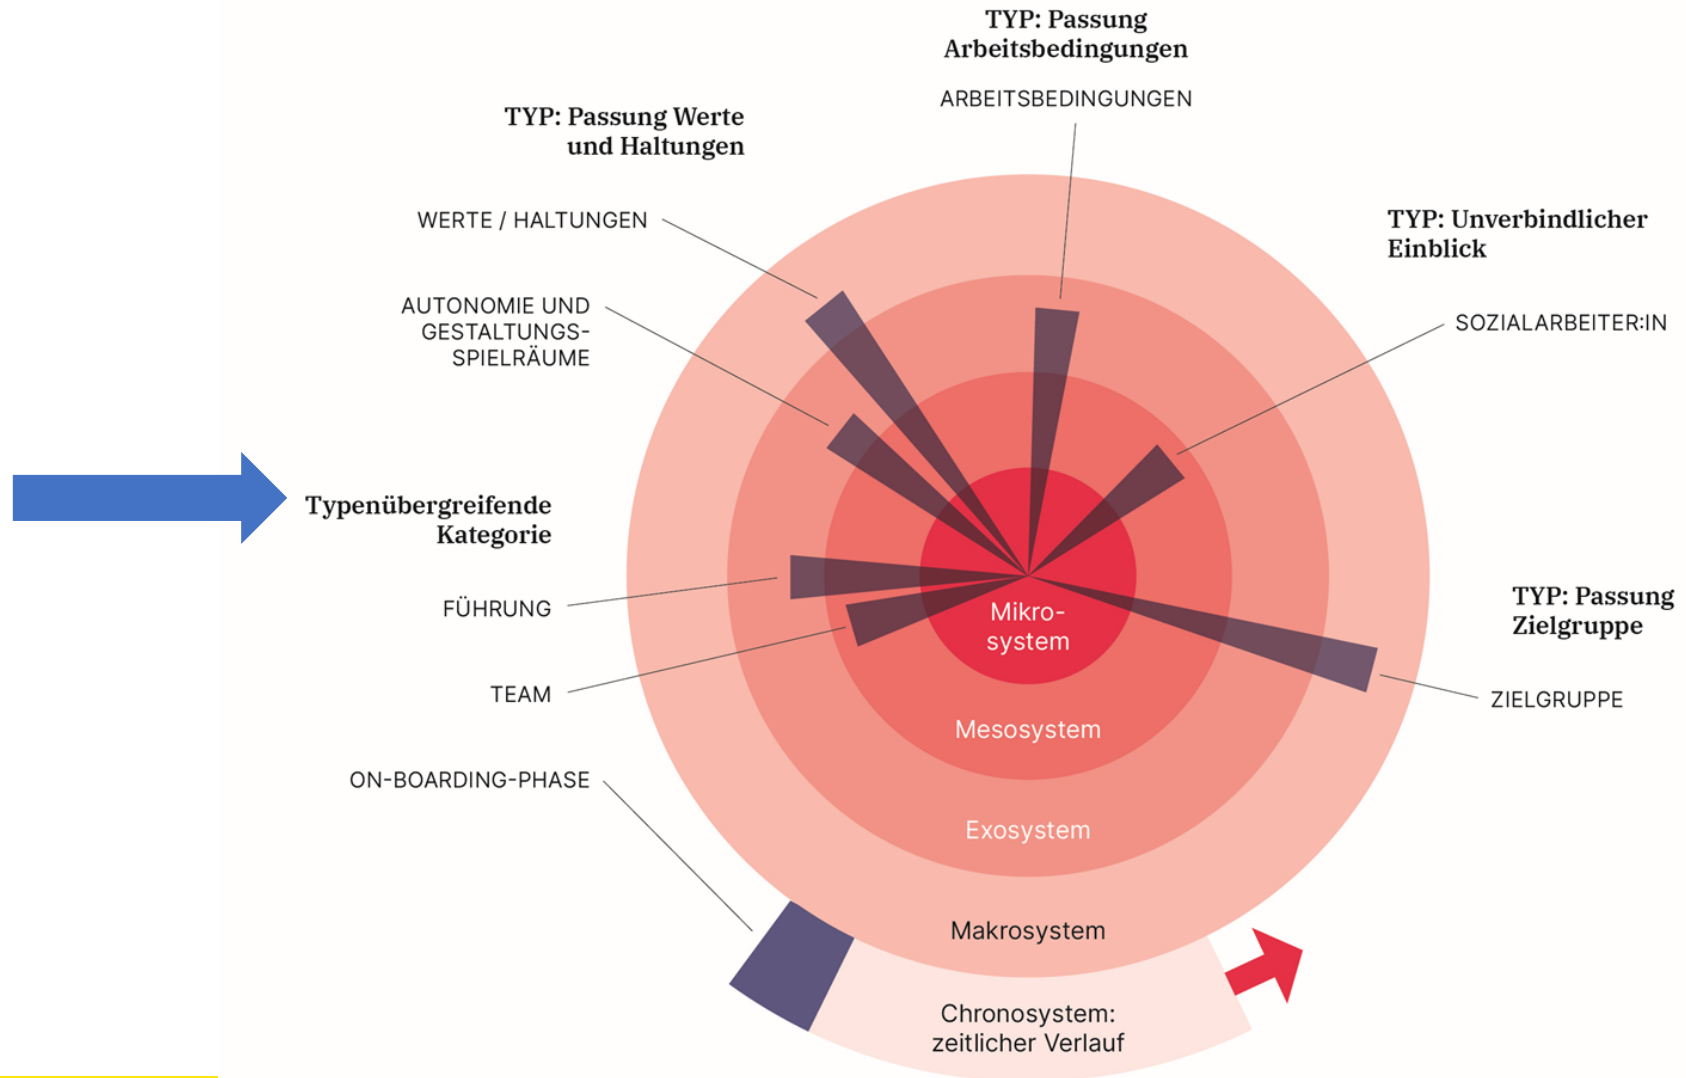 TYP: Passung
Arbeitsbedingungen
ARBEITSBEDINGUNGEN
TYP: Passung Werte
und Haltungen
WERTE / HALTUNGEN
AUTONOMIE UND
GESTALTUNGS-
SPIELRÄUME
TYP: Unverbindlicher
Einblick
SOZIALARBEITER:IN
Typenübergreifende
Kategorie
FÜHRUNG
TEAM
ON-BOARDING-PHASE
TYP: Passung
Zielgruppe
ZIELGRUPPE
Mikro-
system
Mesosystem
Exosystem
Makrosystem
Chronosystem:
zeitlicher Verlauf